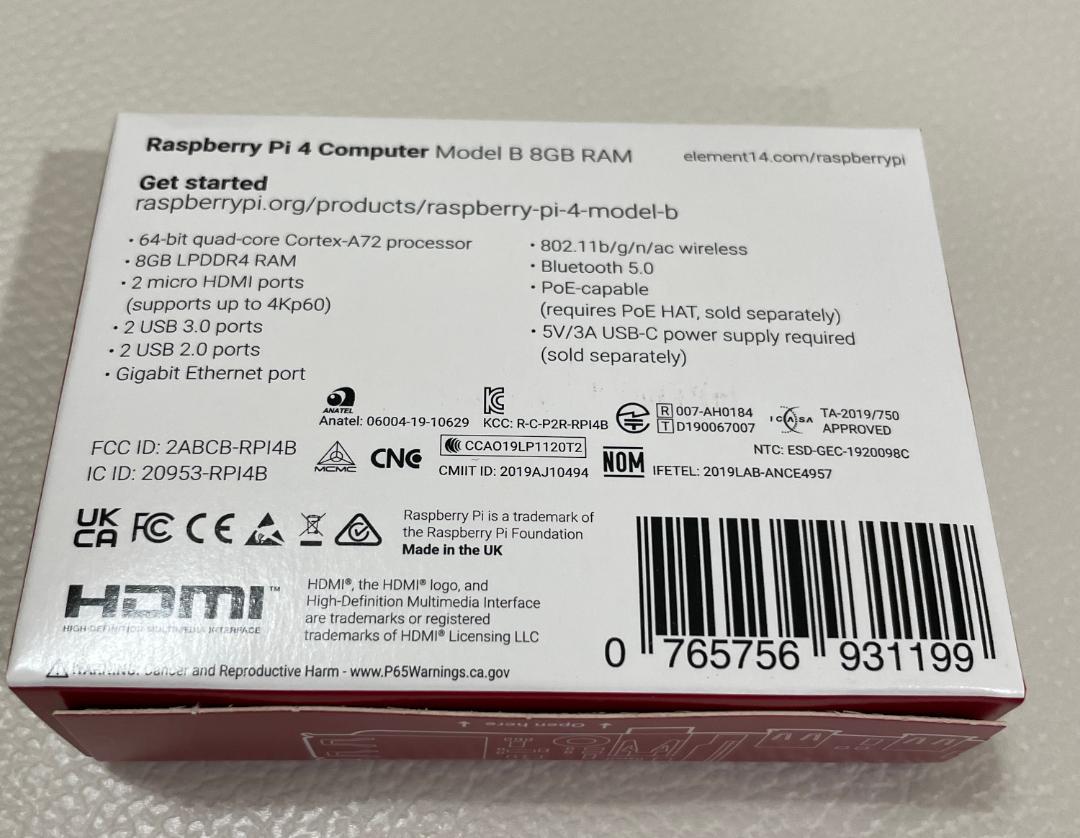 Raspberry Pi 4 Computer Model B 8GB RAM
element14.com/raspberrypi
Get started
raspberrypi.org/products/raspberry-pi-4-model-b
• 64-bit quad-core Cortex-A72 processor
• 8GB LPDDR4 RAM
• 2 micro HDMI ports
(supports up to 4Kp60)
• 2 USB 3.0 ports
• 2 USB 2.0 ports
• Gigabit Ethernet port
• 802.11b/g/n/ac wireless
• Bluetooth 5.0
• PoE-capable
(requires PoE HAT, sold separately)
• 5V/3A USB-C power supply required
(sold separately)
ANATEL
Anatel: 06004-19-10629
KCC: R-C-P2R-RPI4B
R 007-AH0184
T D190067007
ICASA
TA-2019/750
APPROVED
FCC ID: 2ABCB-RPI4B
IC ID: 20953-RPI4B
MCMC
CNC
CCAO19LP1120T2
CMIIT ID: 2019AJ10494
NOM
NTC: ESD-GEC-1920098C
IFETEL: 2019LAB-ANCE4957
UK
CA
FC
CE
Raspberry Pi is a trademark of
the Raspberry Pi Foundation
Made in the UK
HDMI™
HIGH-DEFINITION MULTIMEDIA INTERFACE
HDMI®, the HDMI® logo, and
High-Definition Multimedia Interface
are trademarks or registered
trademarks of HDMI® Licensing LLC
WARNING: Cancer and Reproductive Harm - www.P65Warnings.ca.gov
0 765756 931199
Open here